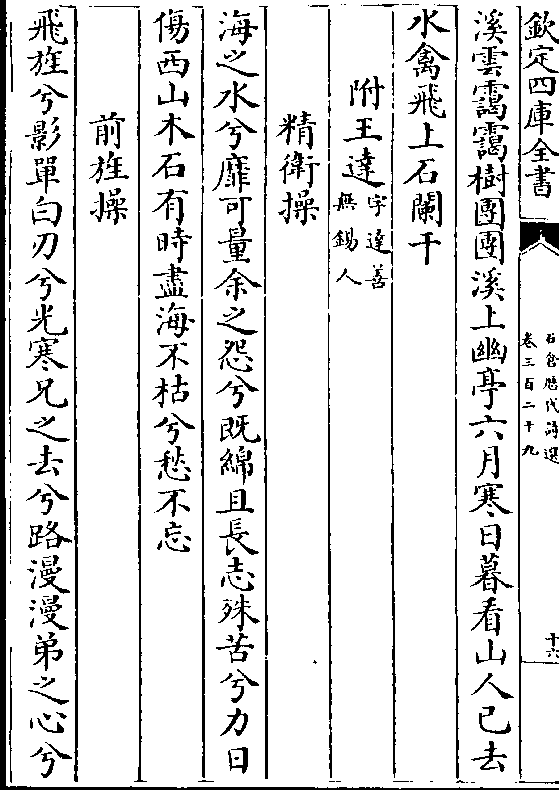 欽定四庫全書
石倉歴代詩選
卷三百二十九
十六
溪雲靄靄樹團團溪上幽亭六月寒日暮看山人已去
水禽飛上石闌干
附王達字達善
無錫人
精衛操
海之水兮靡可量余之怨兮既綿且長志殊苦兮力日
傷西山木石有時盡海不枯兮愁不忘
前旌操
飛旌兮影單白刃兮光寒兄之去兮路漫漫弟之心兮